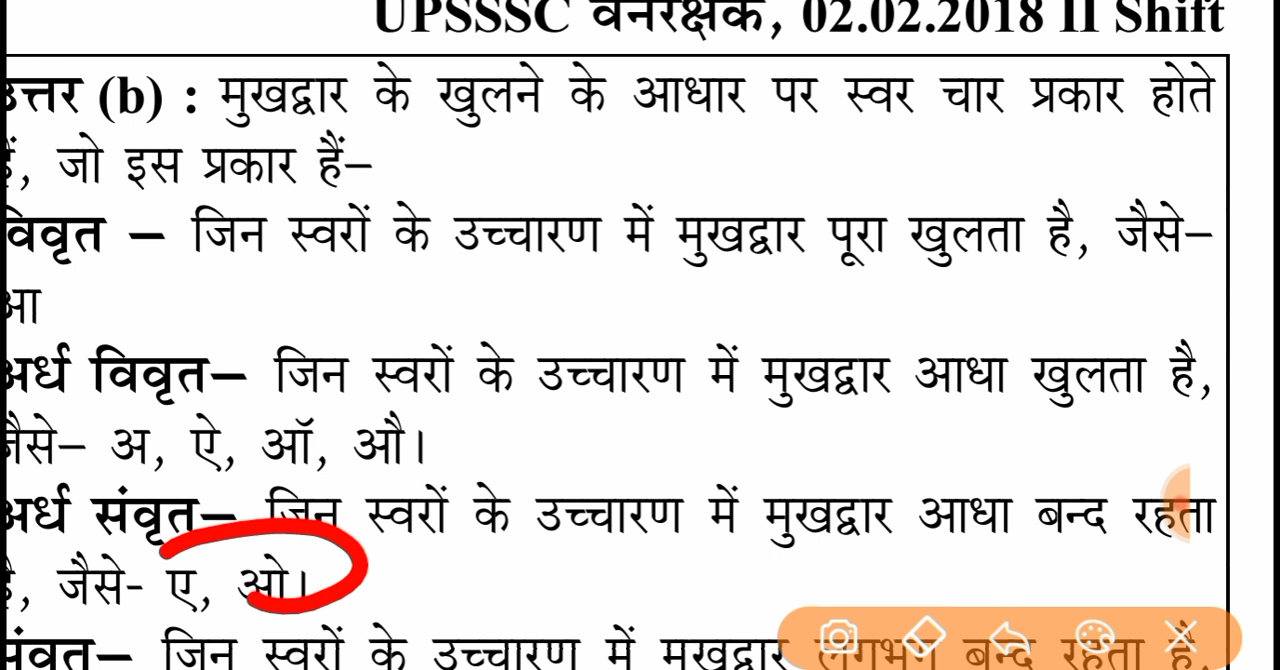 UPSSSC वनरक्षक, 02.02.2018 II Shift
उत्तर (b) : मुखद्वार के खुलने के आधार पर स्वर चार प्रकार होते
हैं, जो इस प्रकार हैं–
विवृत – जिन स्वरों के उच्चारण में मुखद्वार पूरा खुलता है, जैसे–
आ
अर्ध विवृत– जिन स्वरों के उच्चारण में मुखद्वार आधा खुलता है,
जैसे– अ, ऐ, ऑ, औ।
अर्ध संवृत– जिन स्वरों के उच्चारण में मुखद्वार आधा बन्द रहता
है, जैसे- ए, ओ।
संवृत– जिन स्वरों के उच्चारण में मुखद्वार लगभग बन्द रहता है